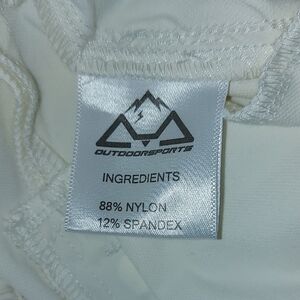 OUTDOORSPORTS
INGREDIENTS
88% NYLON
12% SPANDEX